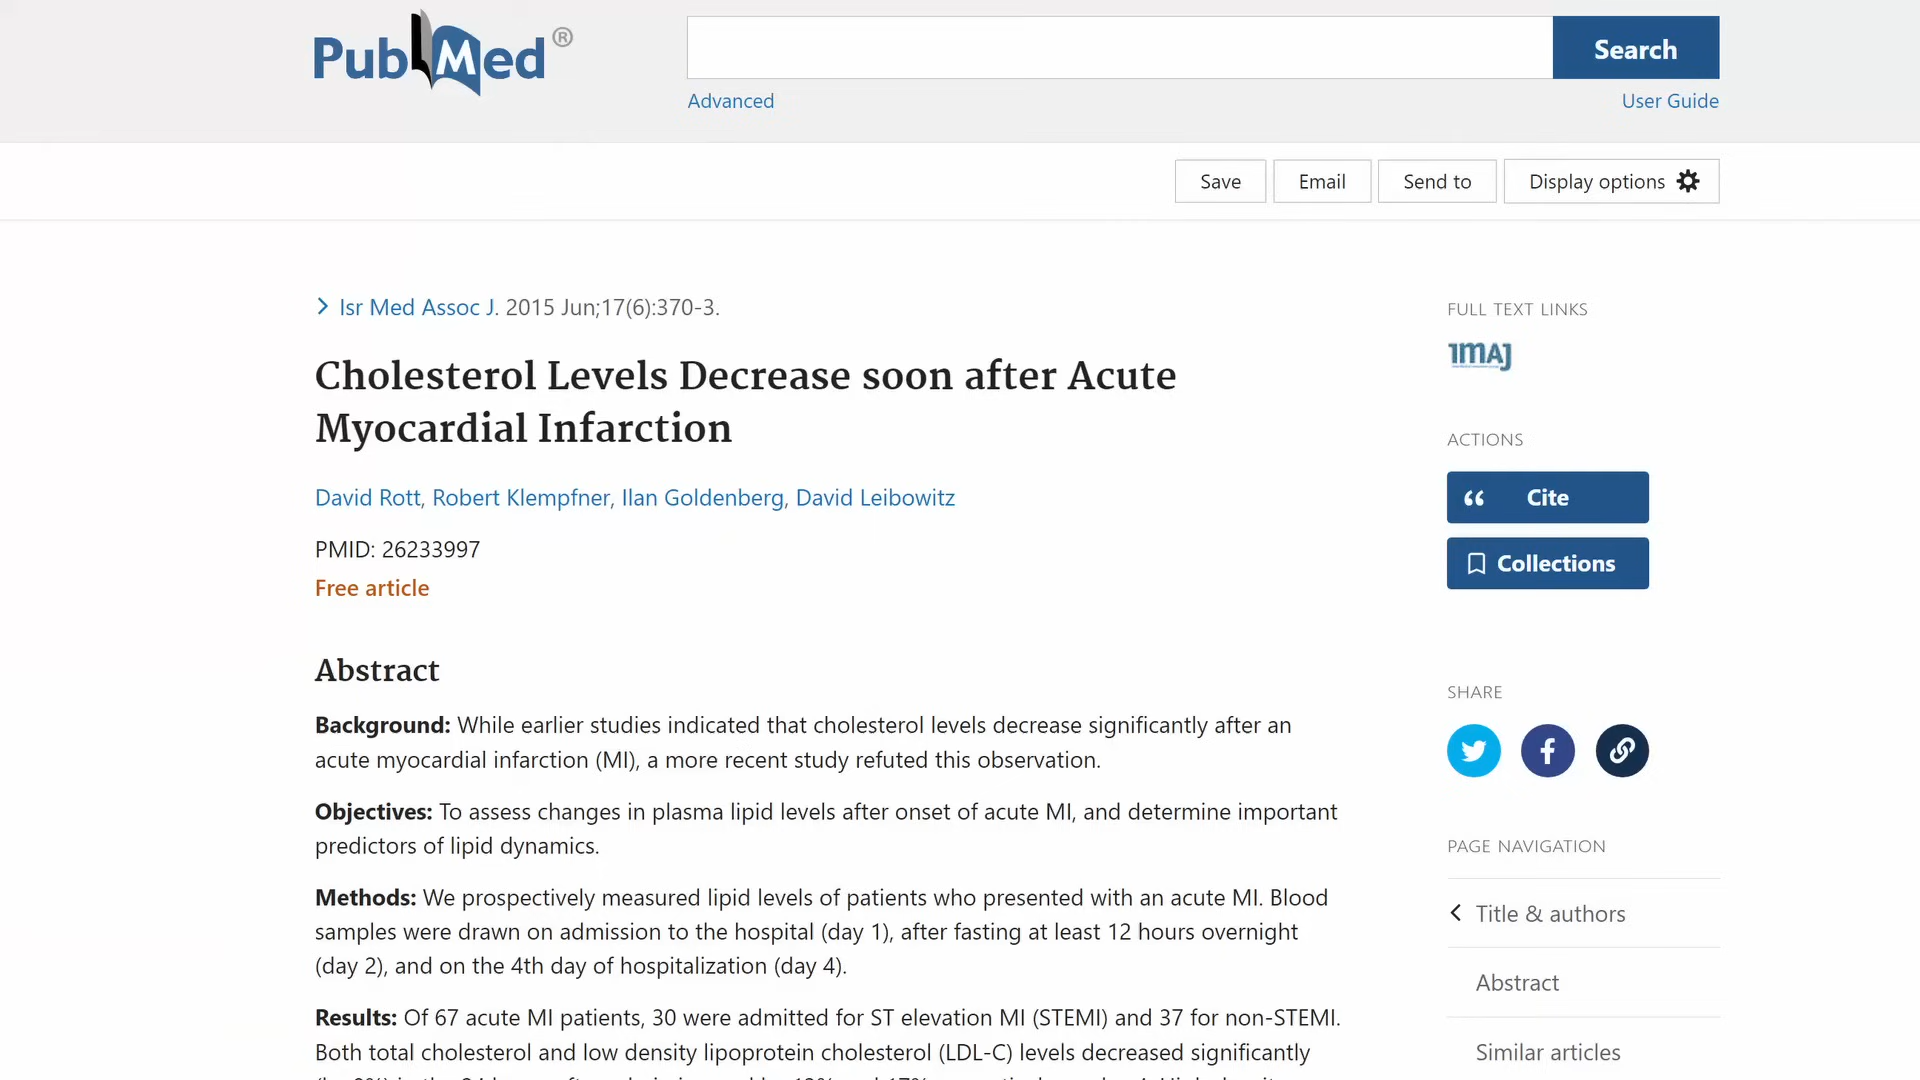 PubMed®
Search
Advanced
User Guide
Save
Email
Send to
Display options
Isr Med Assoc J. 2015 Jun;17(6):370-3.
Cholesterol Levels Decrease soon after Acute
Myocardial Infarction
David Rott, Robert Klempfner, Ilan Goldenberg, David Leibowitz
PMID: 26233997
Free article
Abstract
Background: While earlier studies indicated that cholesterol levels decrease significantly after an
acute myocardial infarction (MI), a more recent study refuted this observation.
Objectives: To assess changes in plasma lipid levels after onset of acute MI, and determine important
predictors of lipid dynamics.
Methods: We prospectively measured lipid levels of patients who presented with an acute MI. Blood
samples were drawn on admission to the hospital (day 1), after fasting at least 12 hours overnight
(day 2), and on the 4th day of hospitalization (day 4).
Results: Of 67 acute MI patients, 30 were admitted for ST elevation MI (STEMI) and 37 for non-STEMI.
Both total cholesterol and low density lipoprotein cholesterol (LDL-C) levels decreased significantly
FULL TEXT LINKS
IMAJ
ACTIONS
Cite
Collections
SHARE
PAGE NAVIGATION
Title & authors
Abstract
Similar articles